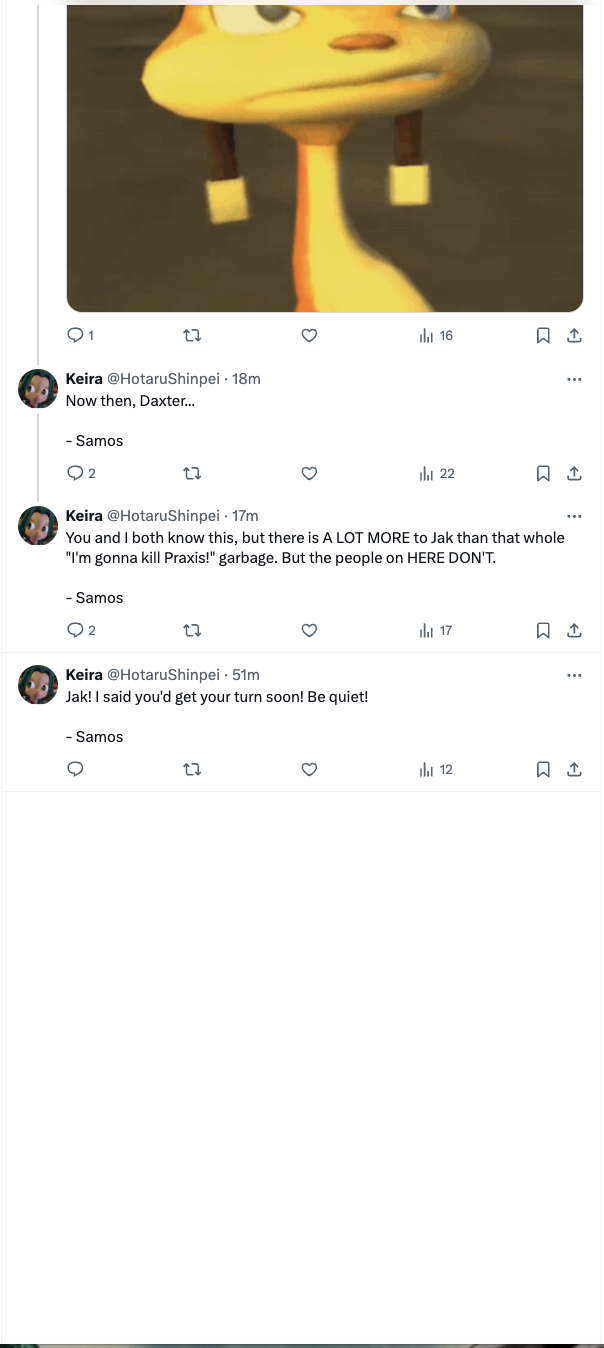 1
16
Keira @HotaruShinpei · 18m
Now then, Daxter...
- Samos
2
22
Keira @HotaruShinpei · 17m
You and I both know this, but there is A LOT MORE to Jak than that whole
"I'm gonna kill Praxis!" garbage. But the people on HERE DON'T.
- Samos
2
17
Keira @HotaruShinpei · 51m
Jak! I said you'd get your turn soon! Be quiet!
- Samos
12